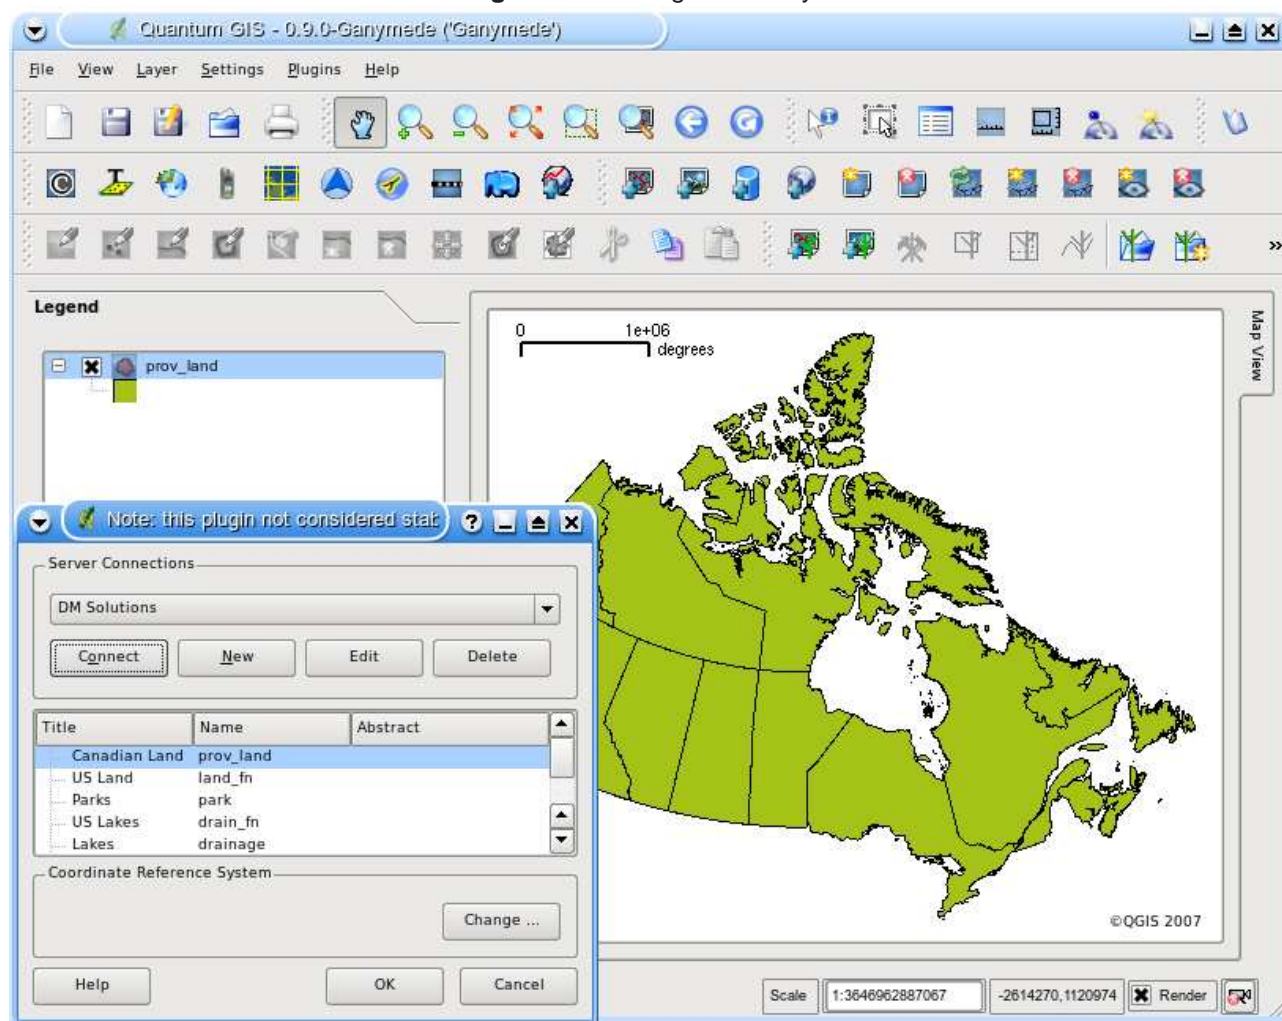 Quantum GIS - 0.9.0-Ganymede ('Ganymede')
File View Layer Settings Plugins Help
Legend
prov_land
0 1e+06
degrees
Map View
©QGIS 2007
Note: this plugin not considered stab
Server Connections
DM Solutions
Connect New Edit Delete
Title Name Abstract
Canadian Land prov_land
US Land land_fn
Parks park
US Lakes drain_fn
Lakes drainage
Coordinate Reference System
Change ...
Help OK Cancel
Scale 1:3646962887067 -2614270,1120974 Render